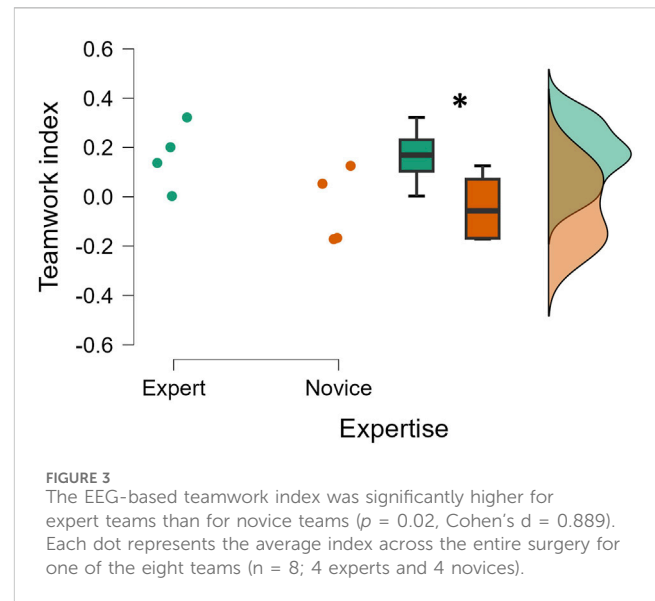 0.6
0.4
0.2
0.0
-0.2
-0.4
-0.6
Teamwork index
*
Expert
Novice
Expertise
FIGURE 3
The EEG-based teamwork index was significantly higher for
expert teams than for novice teams (p = 0.02, Cohen's d = 0.889).
Each dot represents the average index across the entire surgery for
one of the eight teams (n = 8; 4 experts and 4 novices).